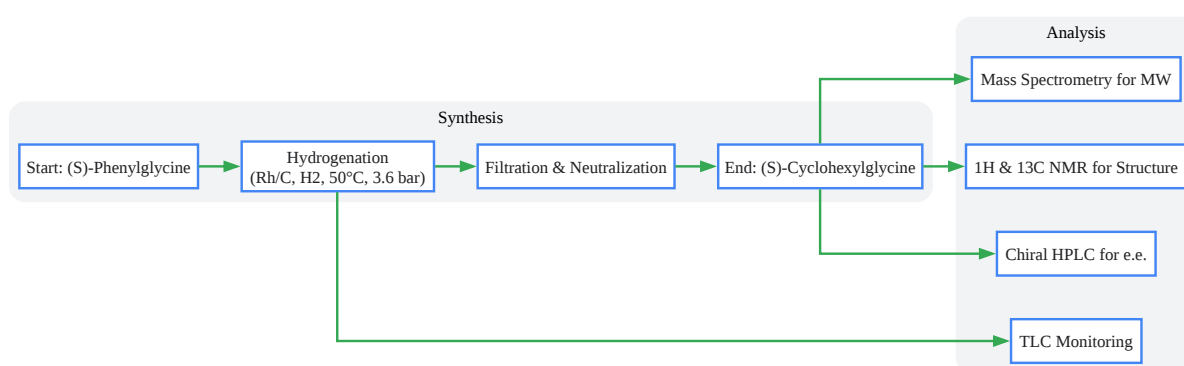 Analysis
Mass Spectrometry for MW
Synthesis
Start: (S)-Phenylglycine
Hydrogenation
(Rh/C, H2, 50°C, 3.6 bar)
Filtration & Neutralization
End: (S)-Cyclohexylglycine
1H & 13C NMR for Structure
Chiral HPLC for e.e.
TLC Monitoring